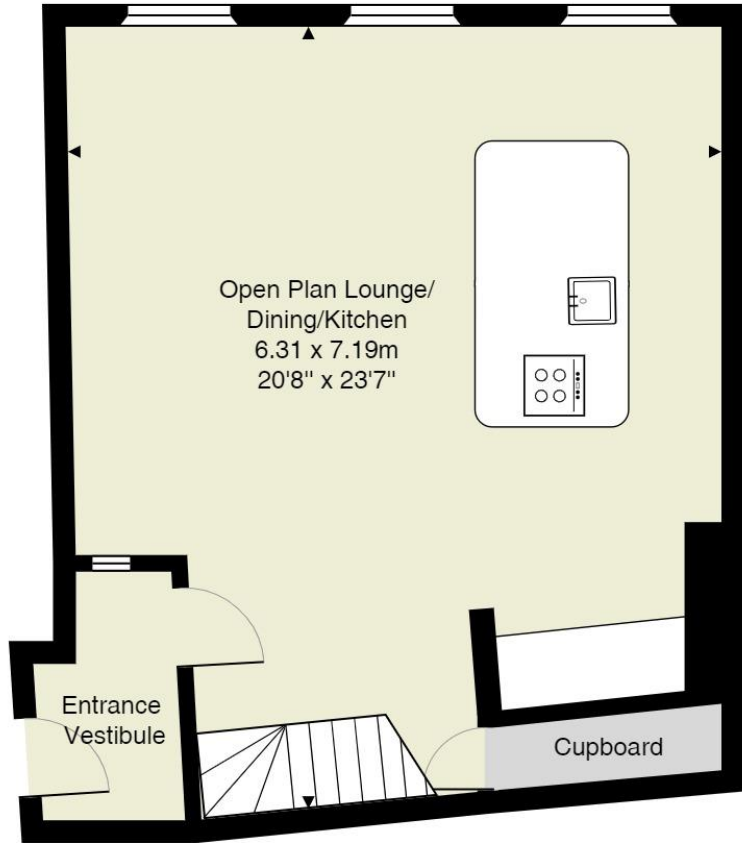 Open Plan Lounge/
Dining/Kitchen
6.31 x 7.19m
20'8" x 23'7"
Entrance
Vestibule
Cupboard